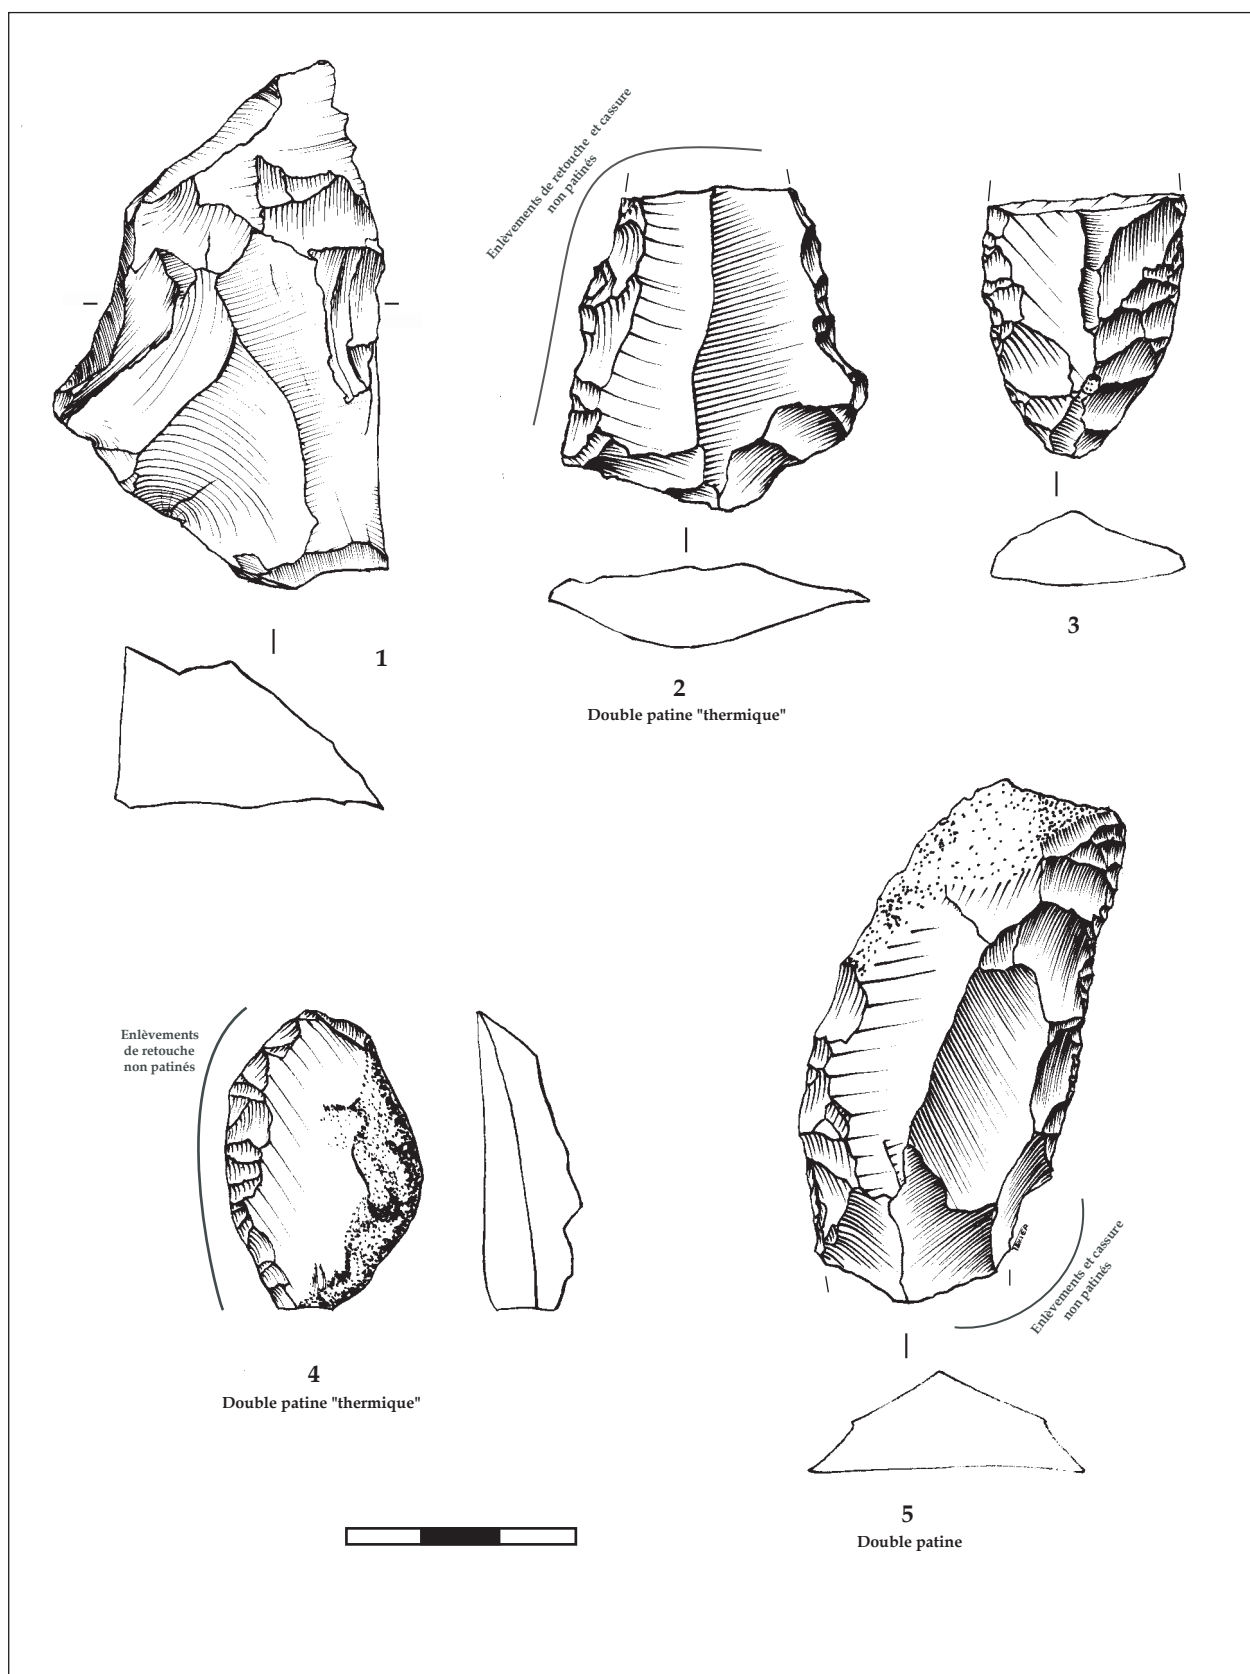 Enlèvements de retouche et cassure
non patinés
1
2
Double patine "thermique"
3
Enlèvements
de retouche
non patinés
4
Double patine "thermique"
Enlèvements et cassure
non patinés
5
Double patine